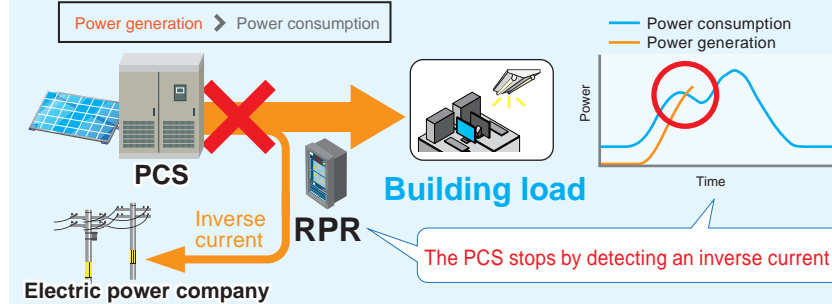 Power generation > Power consumption
PCS
Building load
RPR
Inverse
current
Electric power company
Power consumption
Power generation
Power
Time
The PCS stops by detecting an inverse current